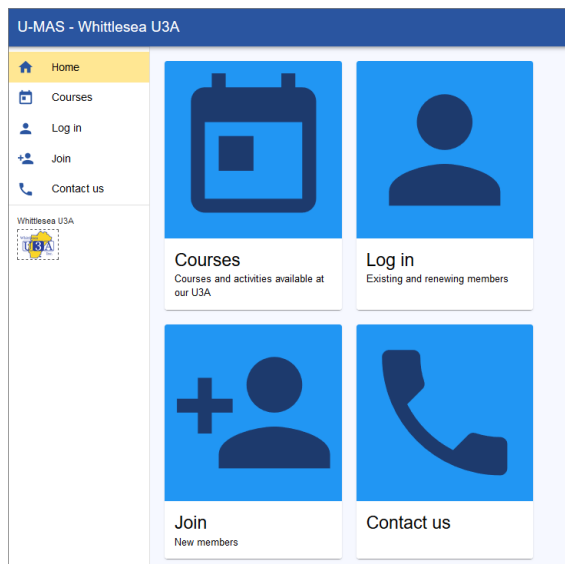 U-MAS - Whittlesea U3A
Home
Courses
Log in
Join
Contact us
Whittlesea U3A
U3A
Courses
Courses and activities available at
our U3A
Log in
Existing and renewing members
Join
New members
Contact us